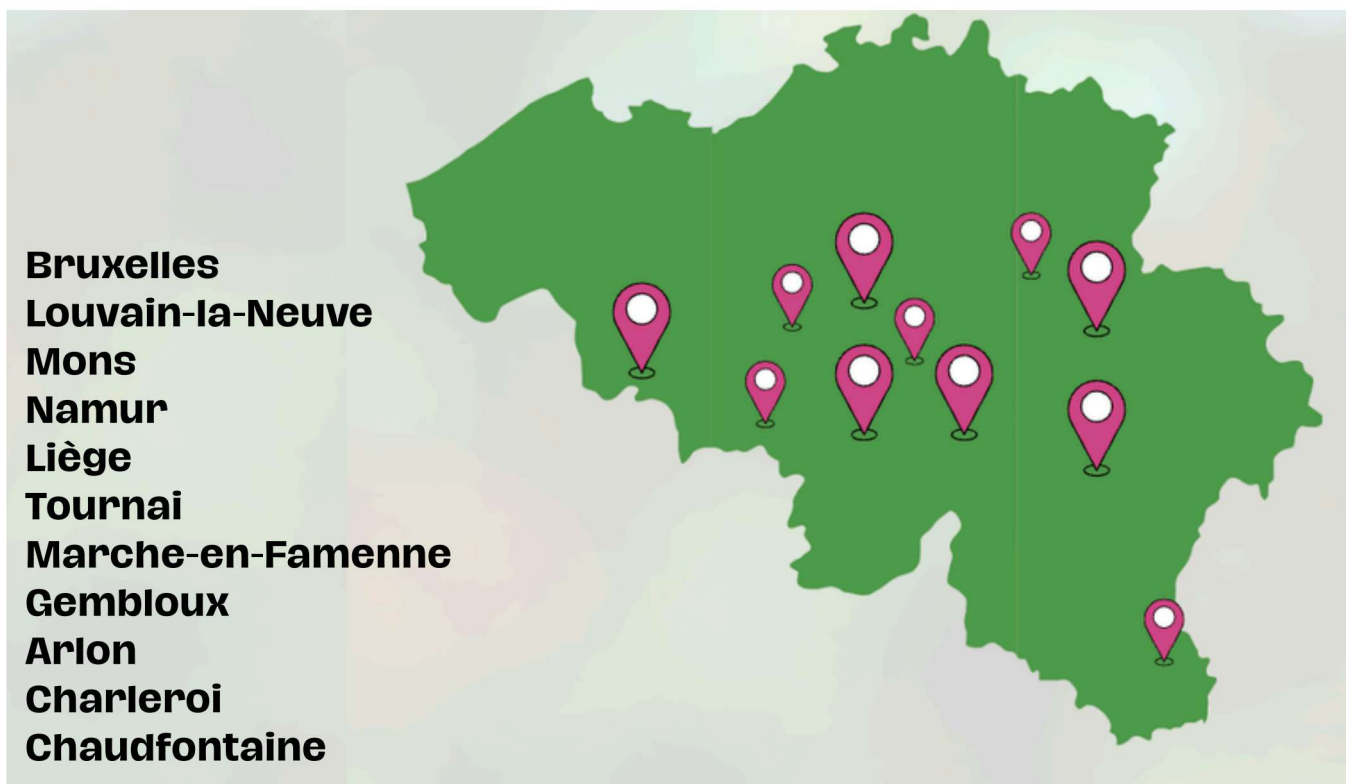 Bruxelles
Louvain-la-Neuve
Mons
Namur
Liège
Tournai
Marche-en-Famenne
Gembloux
Arlon
Charleroi
Chaudfontaine